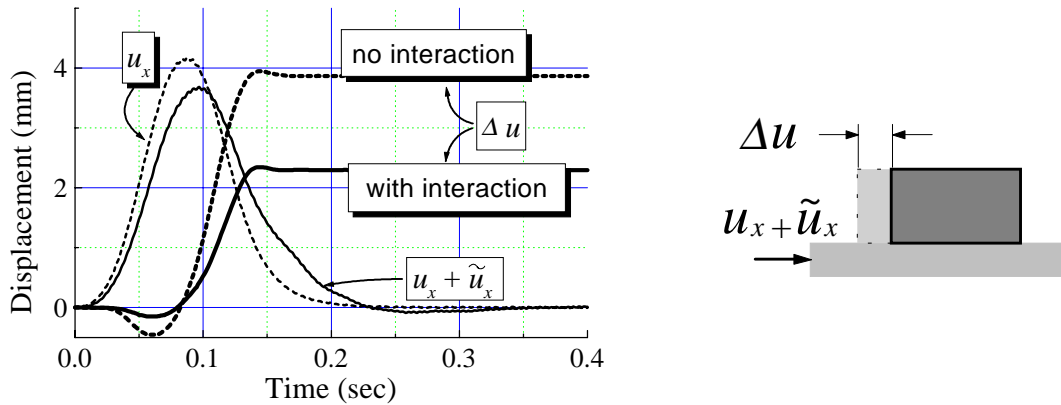 Displacement (mm)
4
2
0
0.0
0.1
0.2
0.3
0.4
Time (sec)
u_x
no interaction
Δ u
with interaction
u_x + ũ_x
Δu
u_x + ũ_x